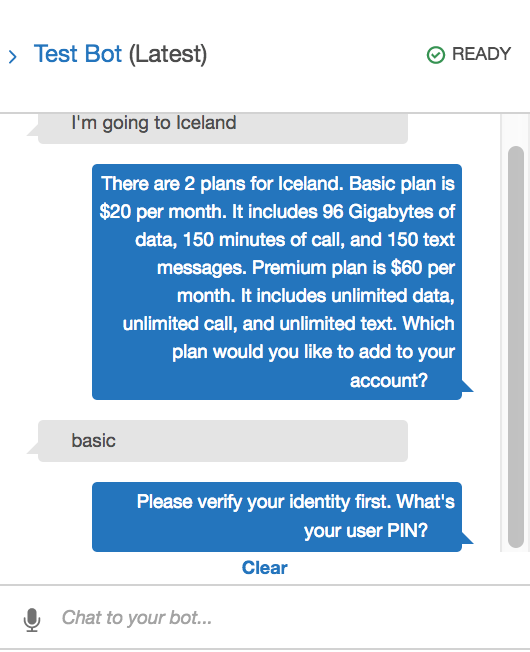 Test Bot (Latest)
READY
I'm going to Iceland
There are 2 plans for Iceland. Basic plan is
$20 per month. It includes 96 Gigabytes of
data, 150 minutes of call, and 150 text
messages. Premium plan is $60 per
month. It includes unlimited data,
unlimited call, and unlimited text. Which
plan would you like to add to your
account?
basic
Please verify your identity first. What's
your user PIN?
Clear
Chat to your bot...